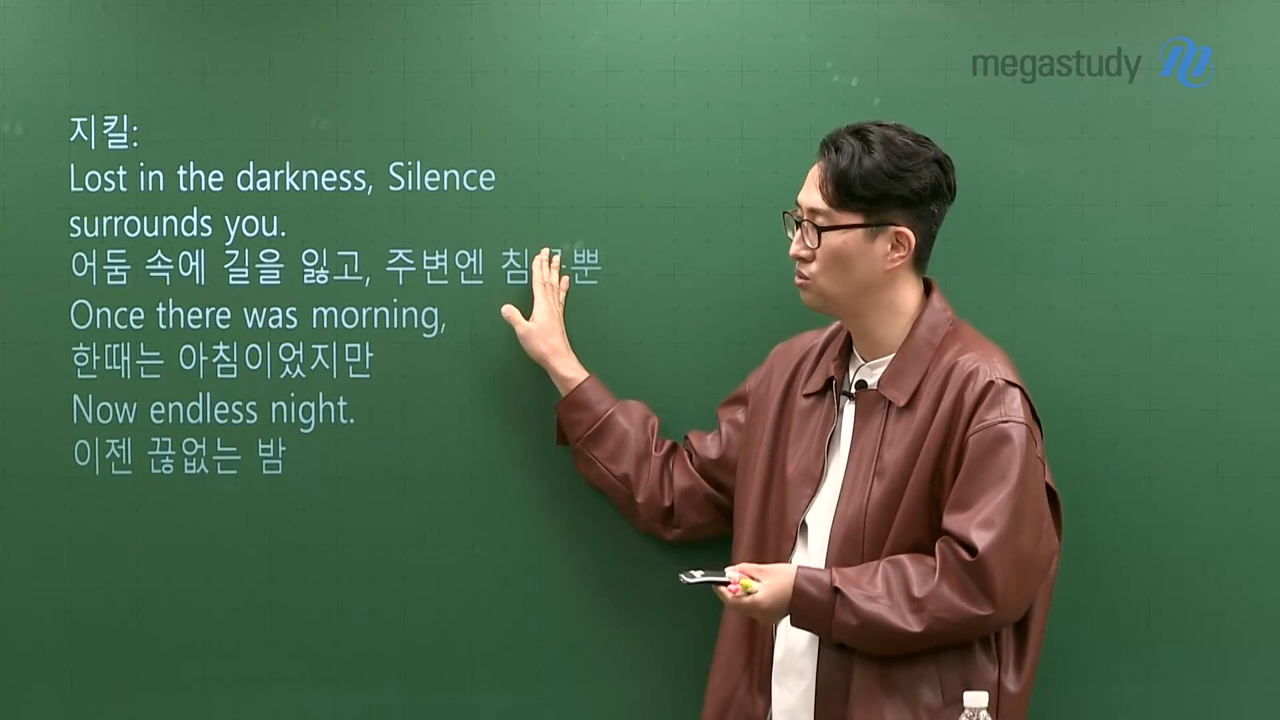 지킬:
Lost in the darkness, Silence
surrounds you.
어둠 속에 길을 잃고, 주변엔
Once there was morning,
한때는 아침이었지만
Now endless night.
이젠 끊없는 밤
megastudy